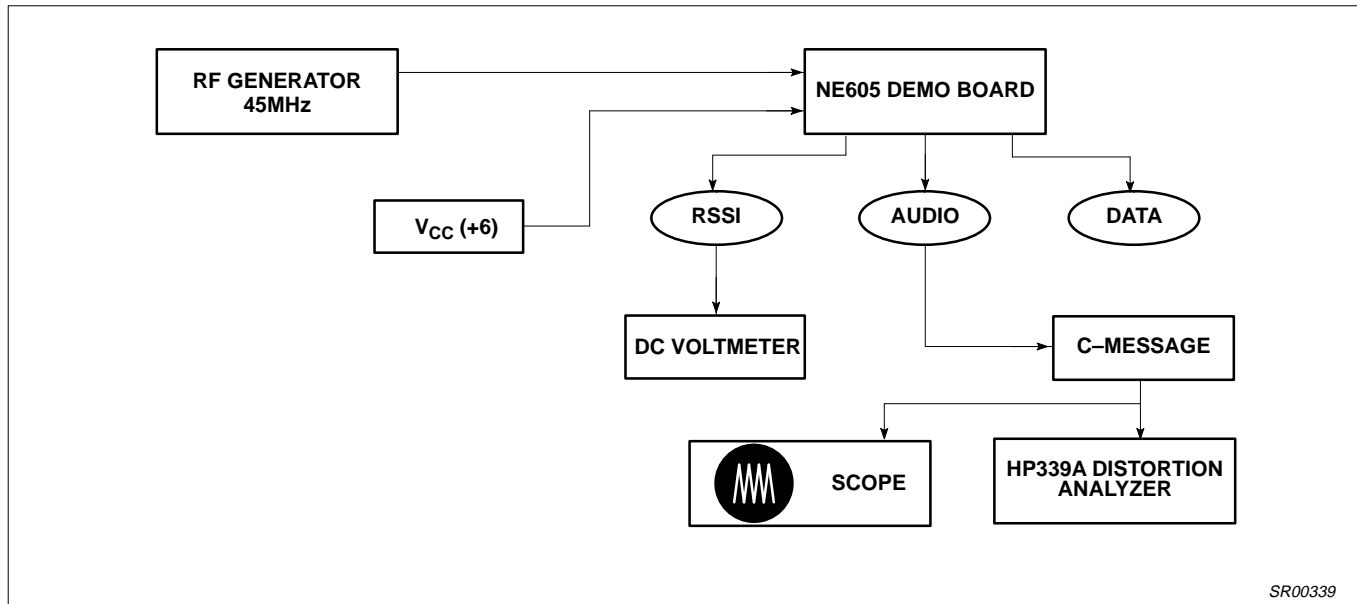 RF GENERATOR
45MHz
NE605 DEMO BOARD
VCC (+6)
RSSI
AUDIO
DATA
DC VOLTMETER
C–MESSAGE
SCOPE
HP339A DISTORTION
ANALYZER
SR00339